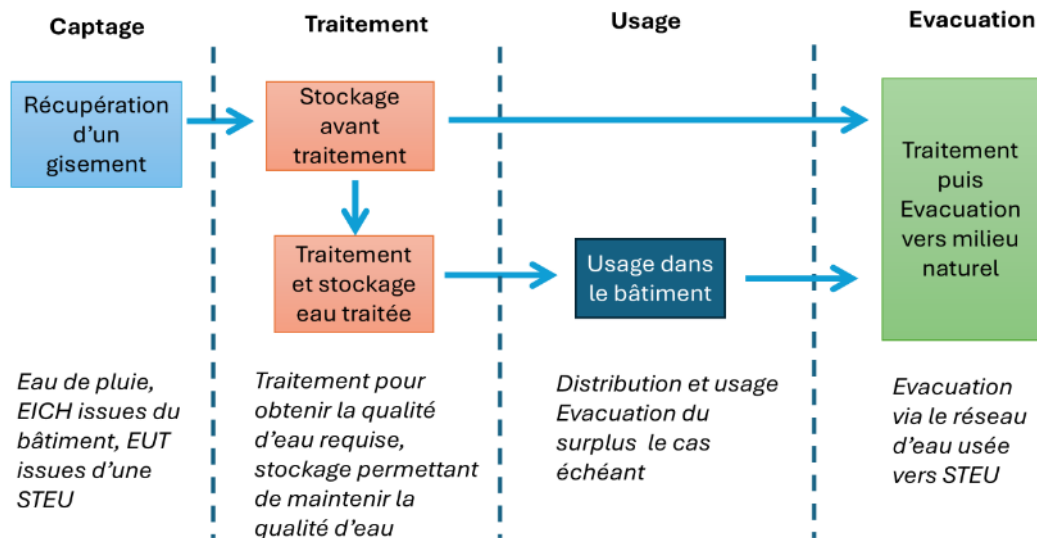 Captage
Traitement
Usage
Evacuation
Récupération
d’un
gisement
Stockage
avant
traitement
Traitement
et stockage
eau traitée
Usage dans
le bâtiment
Traitement
puis
Evacuation
vers milieu
naturel
Eau de pluie,
EICH issues du
bâtiment, EUT
issues d’une
STEU
Traitement pour
obtenir la qualité
d’eau requise,
stockage permettant
de maintenir la
qualité d’eau
Distribution et usage
Evacuation du
surplus le cas
échéant
Evacuation
via le réseau
d’eau usée
vers STEU